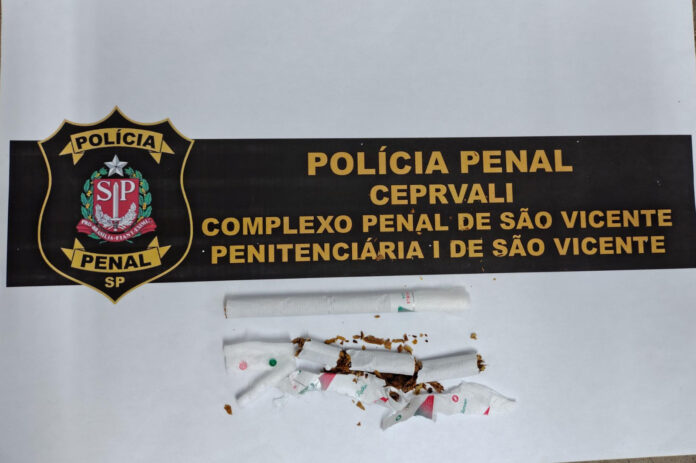 POLÍCIA
SP
PENAL
SP
POLÍCIA PENAL
CEPRVALI
COMPLEXO PENAL DE SÃO VICENTE
PENITENCIÁRIA I DE SÃO VICENTE